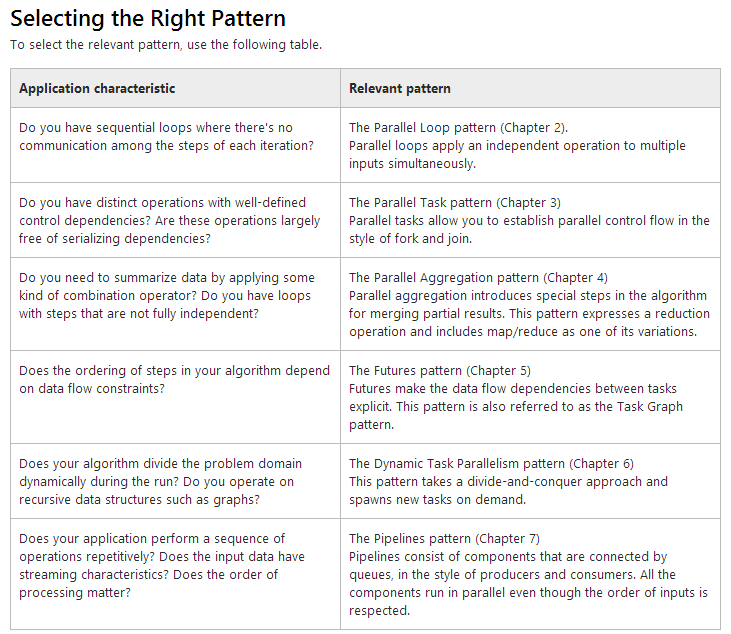 Selecting the Right Pattern
To select the relevant pattern, use the following table.
Application characteristic
Relevant pattern
Do you have sequential loops where there's no
communication among the steps of each iteration?
The Parallel Loop pattern (Chapter 2).
Parallel loops apply an independent operation to multiple
inputs simultaneously.
Do you have distinct operations with well-defined
control dependencies? Are these operations largely
free of serializing dependencies?
The Parallel Task pattern (Chapter 3)
Parallel tasks allow you to establish parallel control flow in the
style of fork and join.
Do you need to summarize data by applying some
kind of combination operator? Do you have loops
with steps that are not fully independent?
The Parallel Aggregation pattern (Chapter 4)
Parallel aggregation introduces special steps in the algorithm
for merging partial results. This pattern expresses a reduction
operation and includes map/reduce as one of its variations.
Does the ordering of steps in your algorithm depend
on data flow constraints?
The Futures pattern (Chapter 5)
Futures make the data flow dependencies between tasks
explicit. This pattern is also referred to as the Task Graph
pattern.
Does your algorithm divide the problem domain
dynamically during the run? Do you operate on
recursive data structures such as graphs?
The Dynamic Task Parallelism pattern (Chapter 6)
This pattern takes a divide-and-conquer approach and
spawns new tasks on demand.
Does your application perform a sequence of
operations repetitively? Does the input data have
streaming characteristics? Does the order of
processing matter?
The Pipelines pattern (Chapter 7)
Pipelines consist of components that are connected by
queues, in the style of producers and consumers. All the
components run in parallel even though the order of inputs is
respected.